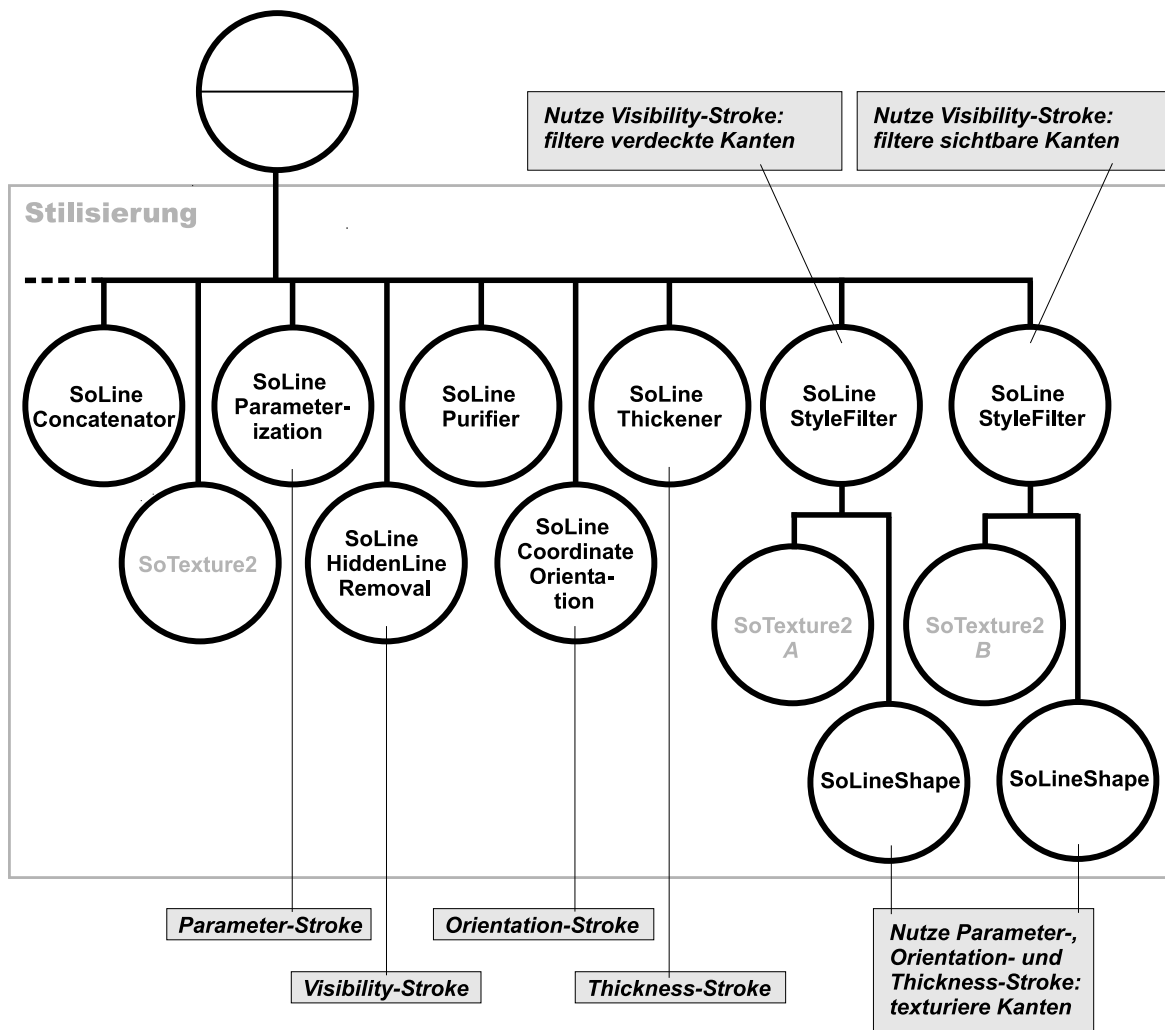 Nutze Visibility-Stroke:
filtere verdeckte Kanten
Nutze Visibility-Stroke:
filtere sichtbare Kanten
Stilisierung
SoLine
Concatenator
SoLine
Parameter-
ization
SoLine
Purifier
SoLine
Thickener
SoLine
StyleFilter
SoLine
StyleFilter
SoTexture2
SoLine
HiddenLine
Removal
SoLine
Coordinate
Orienta-
tion
SoTexture2
A
SoTexture2
B
SoLineShape
SoLineShape
Parameter-Stroke
Orientation-Stroke
Visibility-Stroke
Thickness-Stroke
Nutze Parameter-,
Orientation- und
Thickness-Stroke:
texturiere Kanten